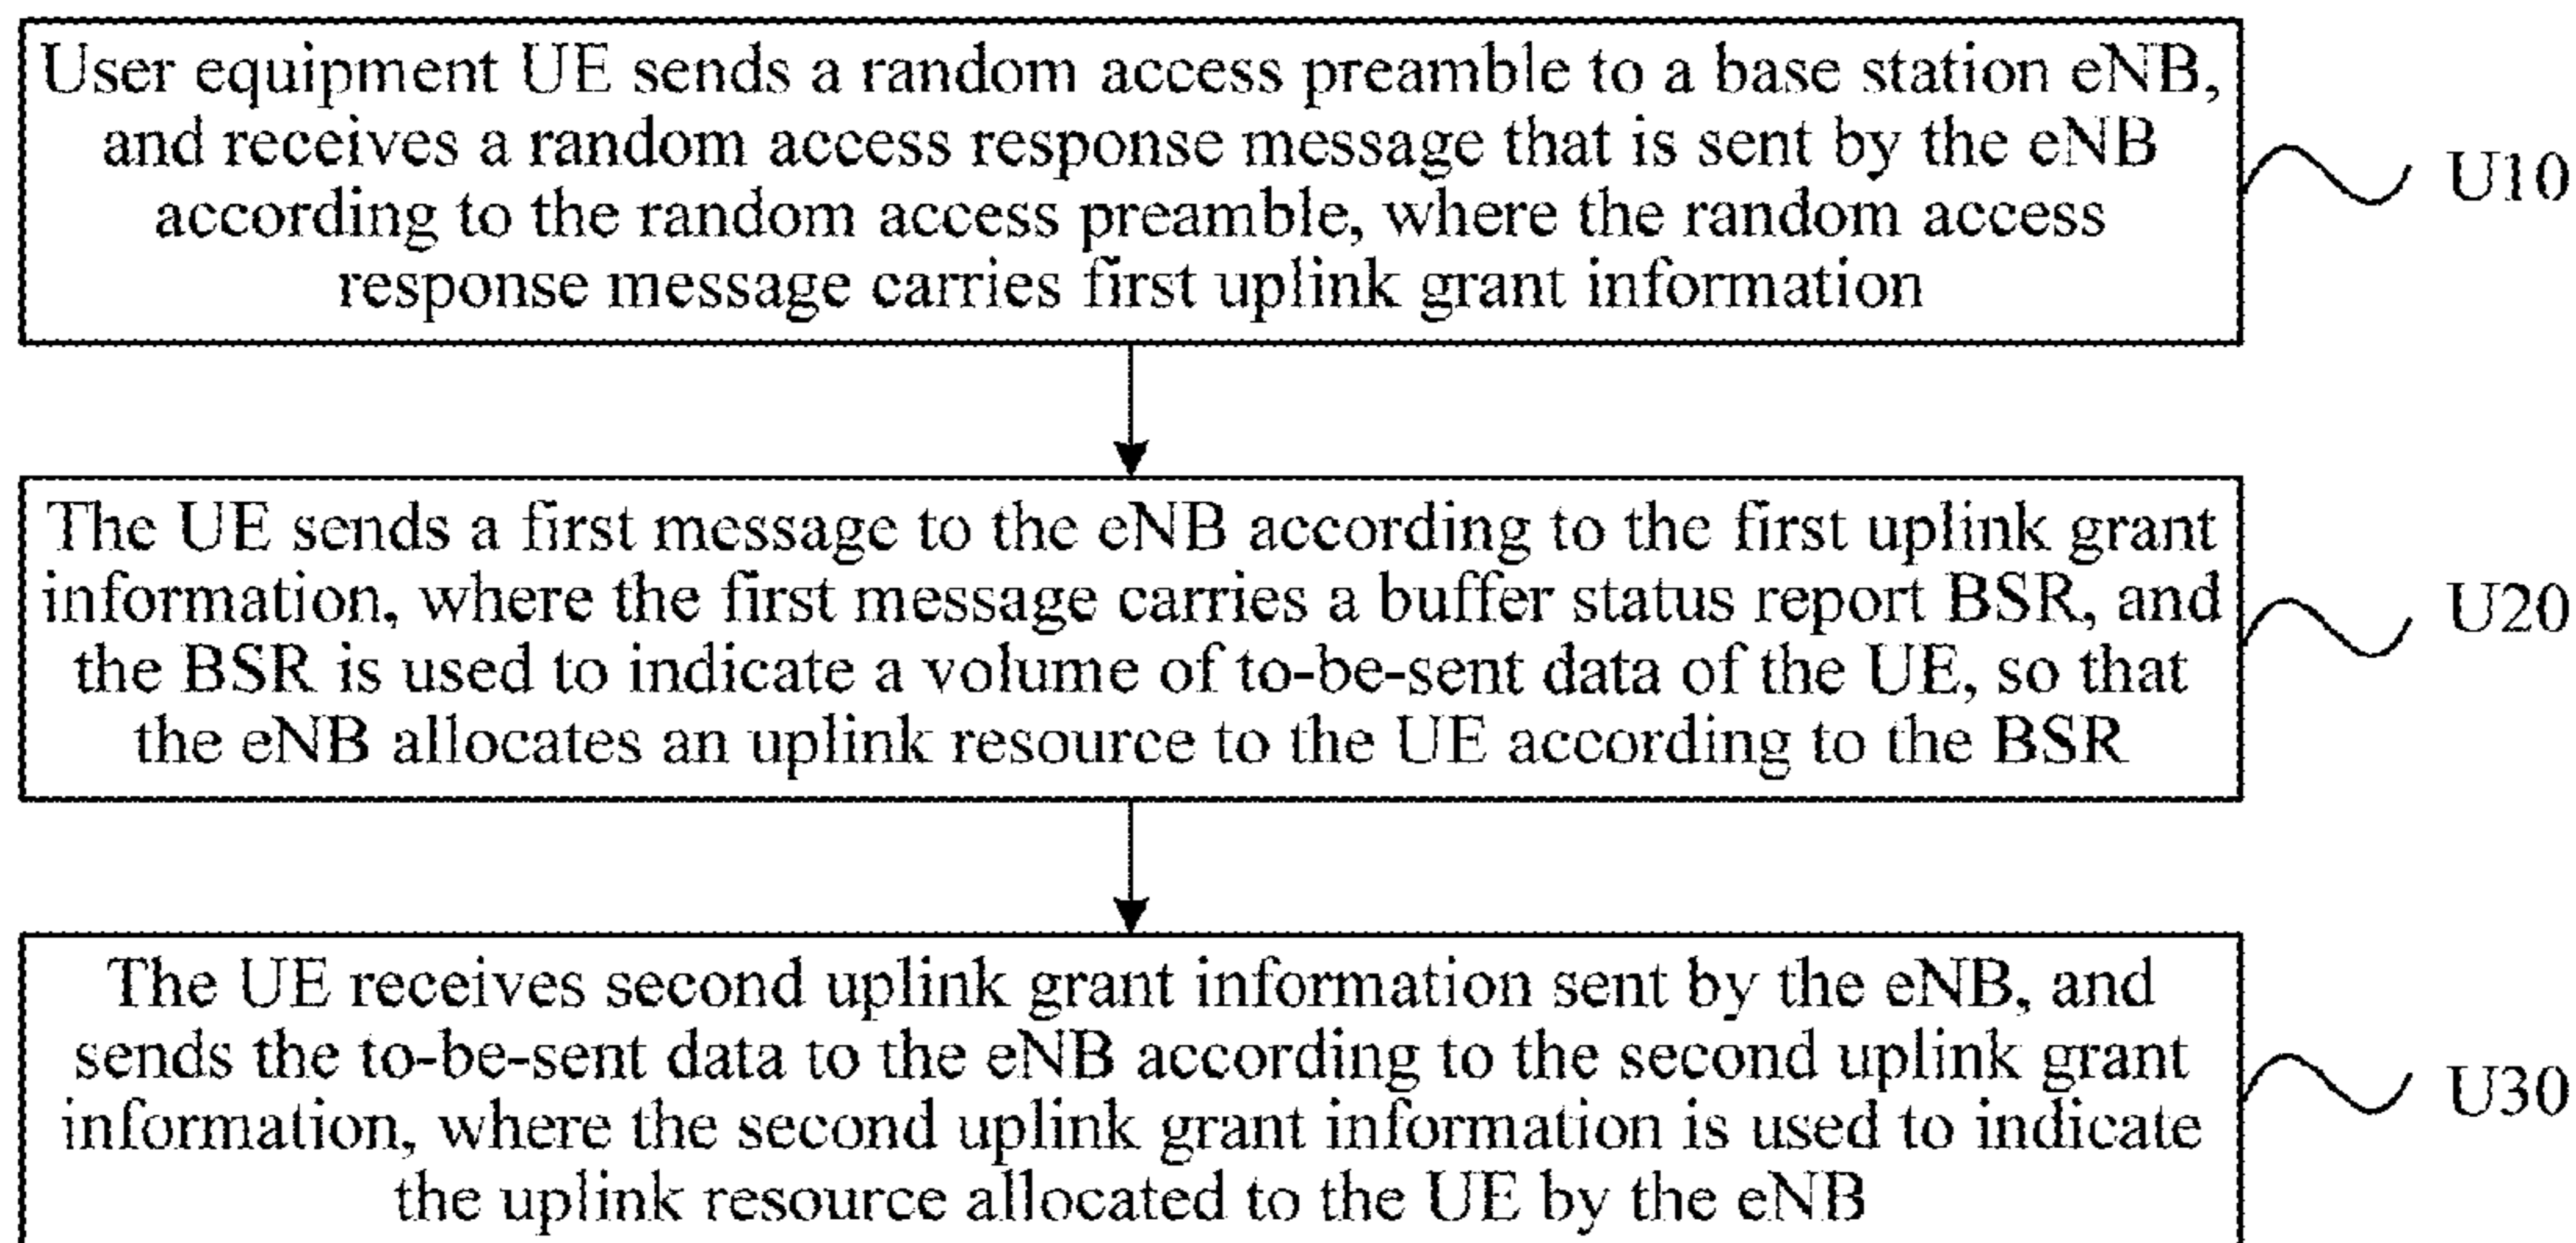 User equipment UE sends a random access preamble to a base station eNB,
and receives a random access response message that is sent by the eNB
according to the random access preamble, where the random access
response message carries first uplink grant information
U10
The UE sends a first message to the eNB according to the first uplink grant
information, where the first message carries a buffer status report BSR, and
the BSR is used to indicate a volume of to-be-sent data of the UE, so that
the eNB allocates an uplink resource to the UE according to the BSR
U20
The UE receives second uplink grant information sent by the eNB, and
sends the to-be-sent data to the eNB according to the second uplink grant
information, where the second uplink grant information is used to indicate
the uplink resource allocated to the UE by the eNB
U30